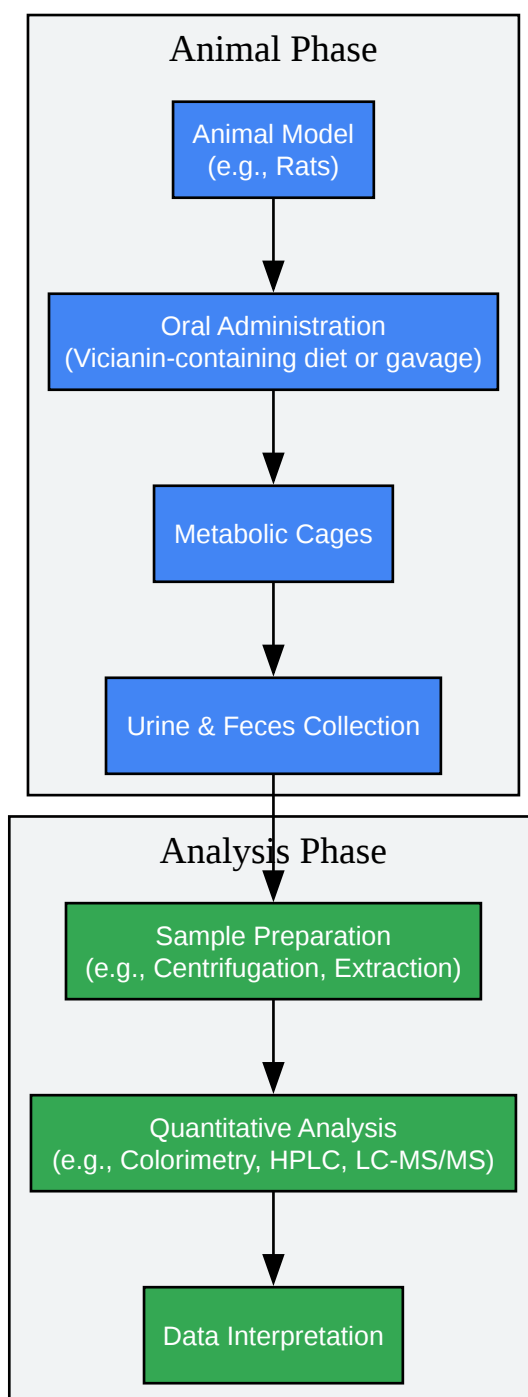 Animal Phase
Animal Model
(e.g., Rats)
Oral Administration
(Vicianin-containing diet or gavage)
Metabolic Cages
Urine & Feces Collection
Analysis Phase
Sample Preparation
(e.g., Centrifugation, Extraction)
Quantitative Analysis
(e.g., Colorimetry, HPLC, LC-MS/MS)
Data Interpretation